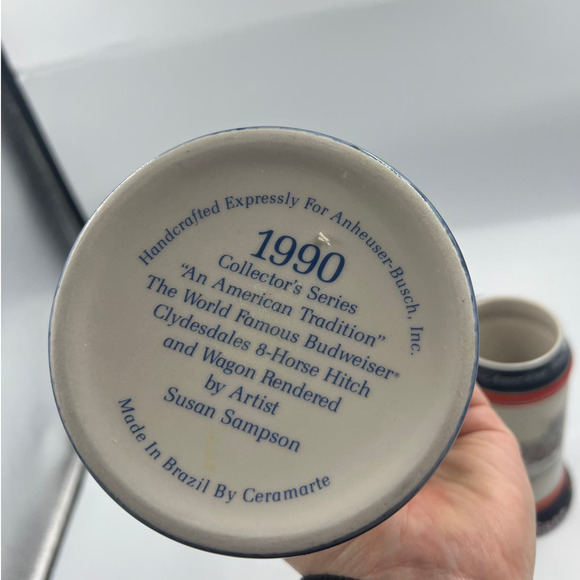 Handcrafted Expressly For Anheuser-Busch, Inc.
1990
Collector's Series
"An American Tradition"
The World Famous Budweiser®
Clydesdales 8-Horse Hitch
and Wagon Rendered
by Artist
Susan Sampson
Made In Brazil By Ceramarte